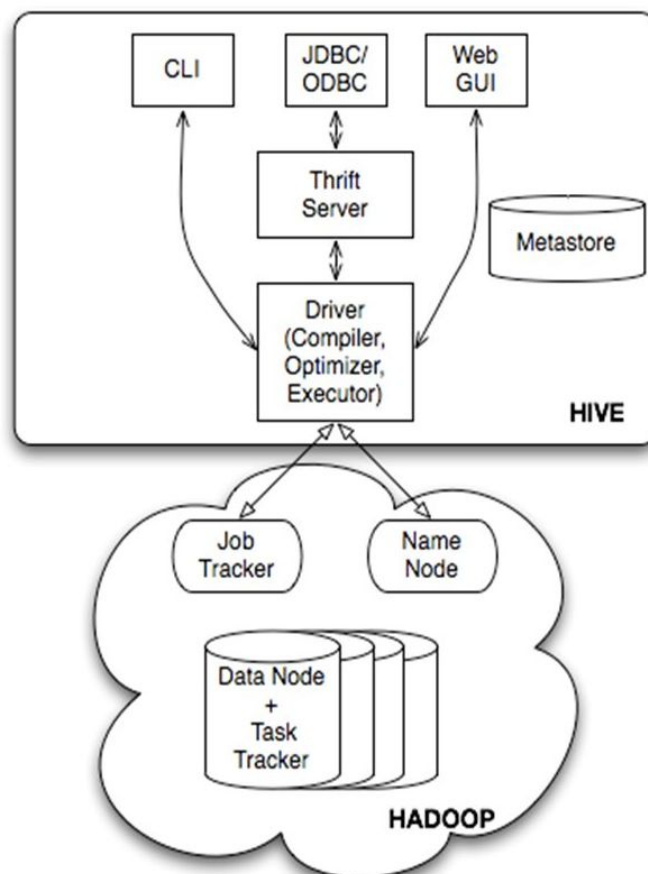 CLI
JDBC/
ODBC
Web
GUI
Thrift
Server
Metastore
Driver
(Compiler,
Optimizer,
Executor)
HIVE
Job
Tracker
Name
Node
Data Node
+
Task
Tracker
HADOOP